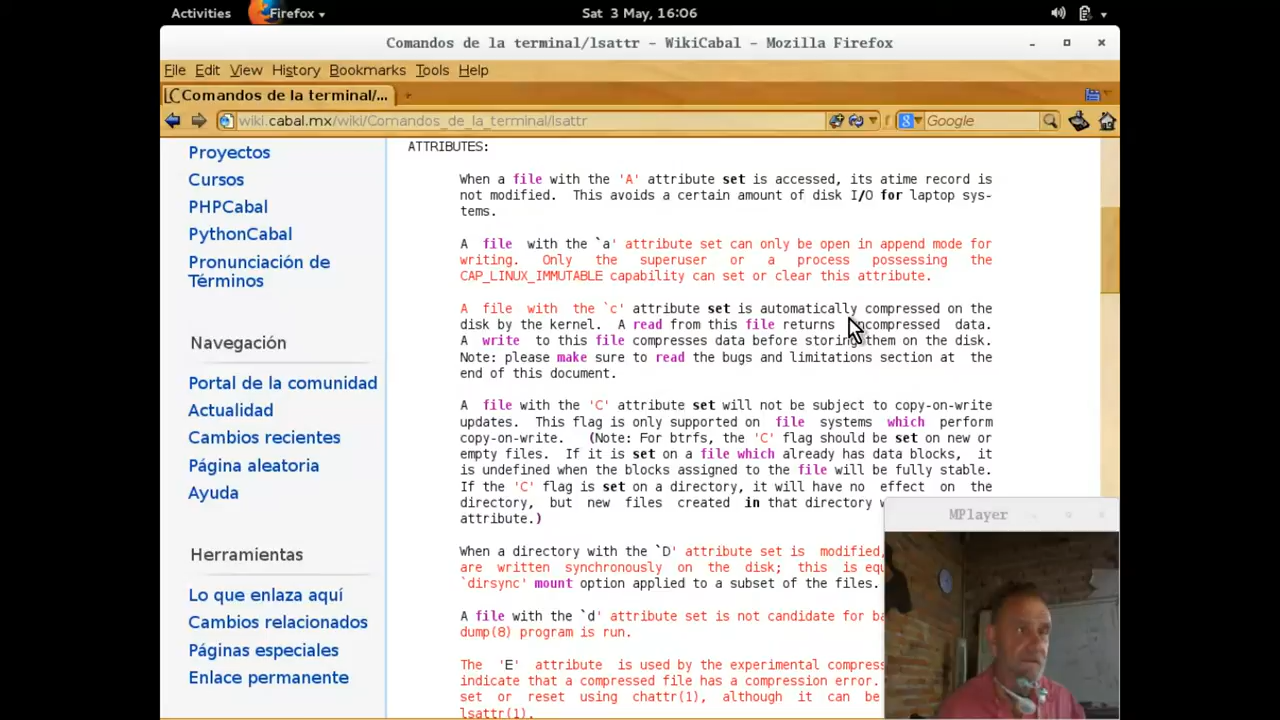 Activities Firefox Sat 3 May, 16:06
Comandos de la terminal/lsattr - WikiCabal - Mozilla Firefox
File Edit View History Bookmarks Tools Help
Comandos de la terminal/...
wiki.cabal.mx/wiki/Comandos_de_la_terminal/lsattr
Google
Proyectos
Cursos
PHPCabal
PythonCabal
Pronunciación de
Términos
Navegación
Portal de la comunidad
Actualidad
Cambios recientes
Página aleatoria
Ayuda
Herramientas
Lo que enlaza aquí
Cambios relacionados
Páginas especiales
Enlace permanente
ATTRIBUTES:
When a file with the 'A' attribute set is accessed, its atime record is
not modified. This avoids a certain amount of disk I/O for laptop sys-
tems.
A file with the `a' attribute set can only be open in append mode for
writing. Only the superuser or a process possessing the
CAP_LINUX_IMMUTABLE capability can set or clear this attribute.
A file with the `c' attribute set is automatically compressed on the
disk by the kernel. A read from this file returns uncompressed data.
A write to this file compresses data before storing them on the disk.
Note: please make sure to read the bugs and limitations section at the
end of this document.
A file with the 'C' attribute set will not be subject to copy-on-write
updates. This flag is only supported on file systems which perform
copy-on-write. (Note: For btrfs, the 'C' flag should be set on new or
empty files. If it is set on a file which already has data blocks, it
is undefined when the blocks assigned to the file will be fully stable.
If the 'C' flag is set on a directory, it will have no effect on the
directory, but new files created in that directory
attribute.)
When a directory with the `D' attribute set is modified,
are written synchronously on the disk; this is
`dirsync' mount option applied to a subset of the files.
A file with the `d' attribute set is not candidate for
dump(8) program is run.
The 'E' attribute is used by the experimental
indicate that a compressed file has a compression error.
set or reset using chattr(1), although it can be
lsattr(1).
MPlayer